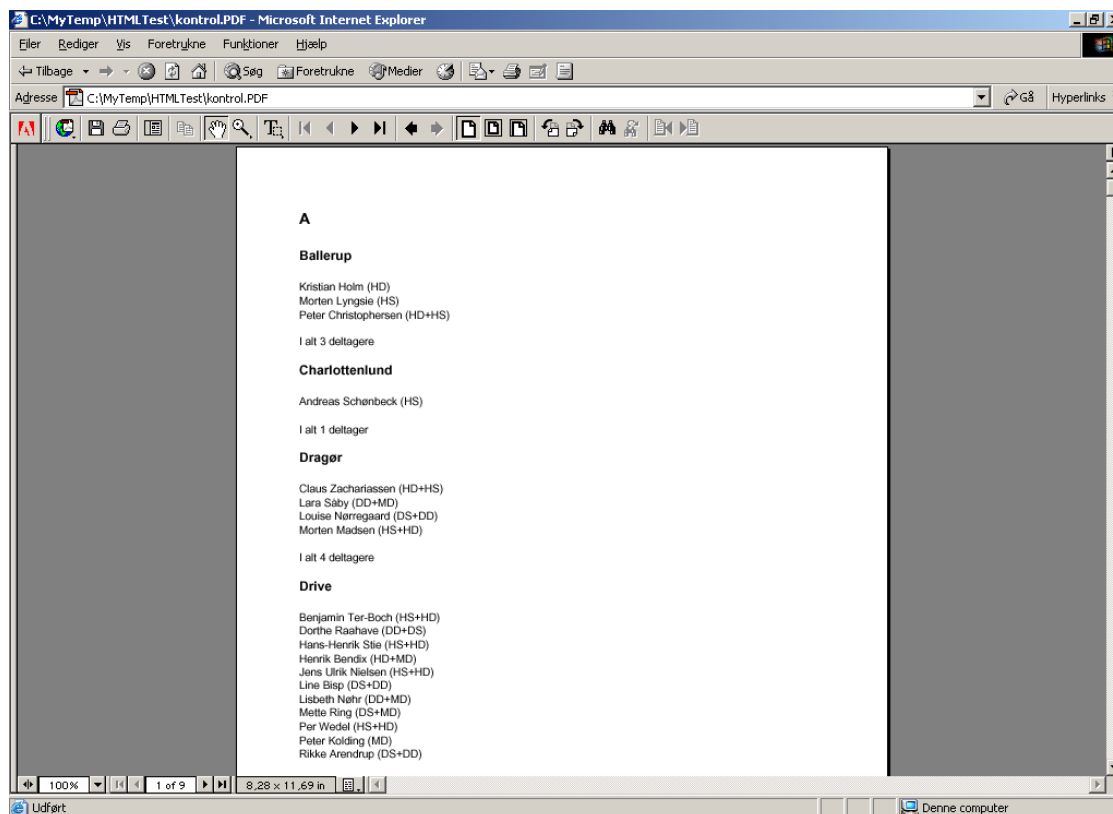 C:\MyTemp\HTMLTest\kontrol.PDF - Microsoft Internet Explorer
Filer Rediger Vis Foretrukne Funktioner Hjælp
Tilbage Søg Foretrukne Medier
Adresse C:\MyTemp\HTMLTest\kontrol.PDF Gå Hyperlinks
A
Ballerup
Kristian Holm (HD)
Morten Lyngsie (HS)
Peter Christophersen (HD+HS)
I alt 3 deltagere
Charlottenlund
Andreas Schønbeck (HS)
I alt 1 deltager
Dragør
Claus Zachariassen (HD+HS)
Lara Såby (DD+MD)
Louise Nørregaard (DS+DD)
Morten Madsen (HS+HD)
I alt 4 deltagere
Drive
Benjamin Ter-Boch (HS+HD)
Dorthe Raahave (DD+DS)
Hans-Henrik Stie (HS+HD)
Henrik Bendix (HD+MD)
Jens Ulrik Nielsen (HS+HD)
Line Bisp (DS+DD)
Lisbeth Nøhr (DD+MD)
Mette Ring (DS+MD)
Per Wedel (HS+HD)
Peter Kolding (MD)
Rikke Arendrup (DS+DD)
100% 1 of 9 8,28 x 11,69 in
Udført Denne computer